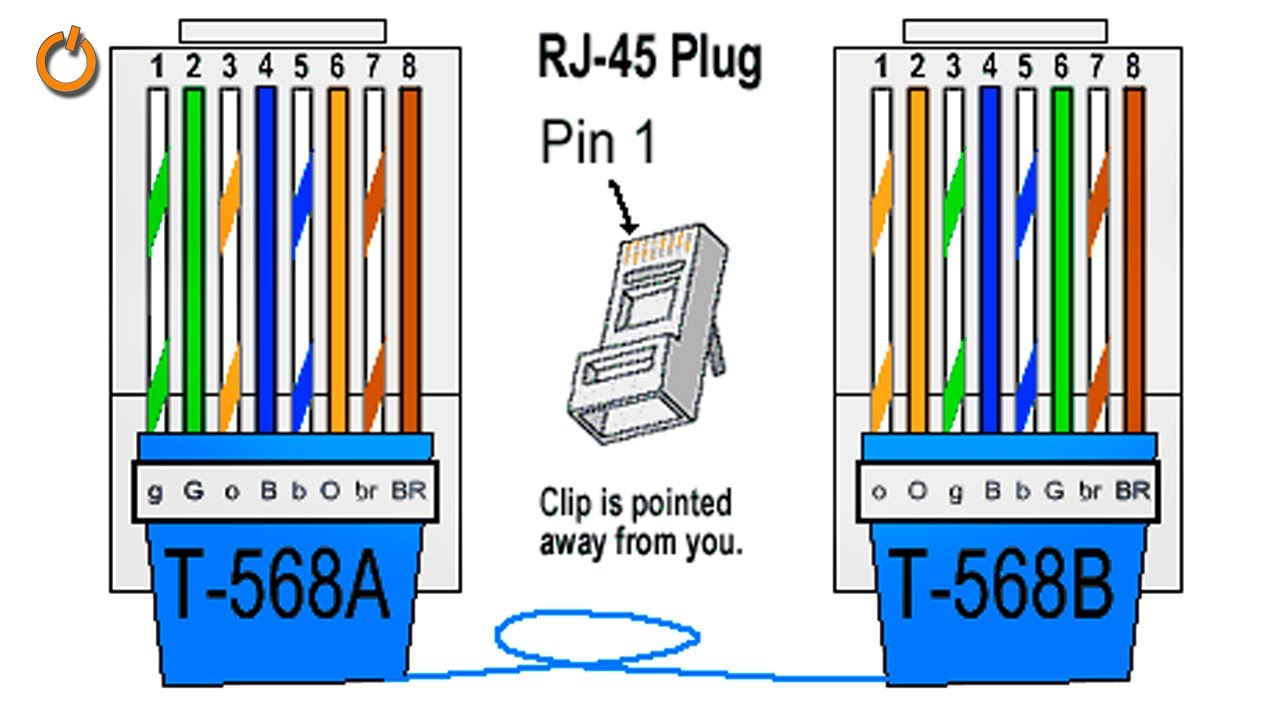 1 2 3 4 5 6 7 8
g G o B b O br BR
T-568A
RJ-45 Plug
Pin 1
Clip is pointed
away from you.
1 2 3 4 5 6 7 8
o O g B b G br BR
T-568B